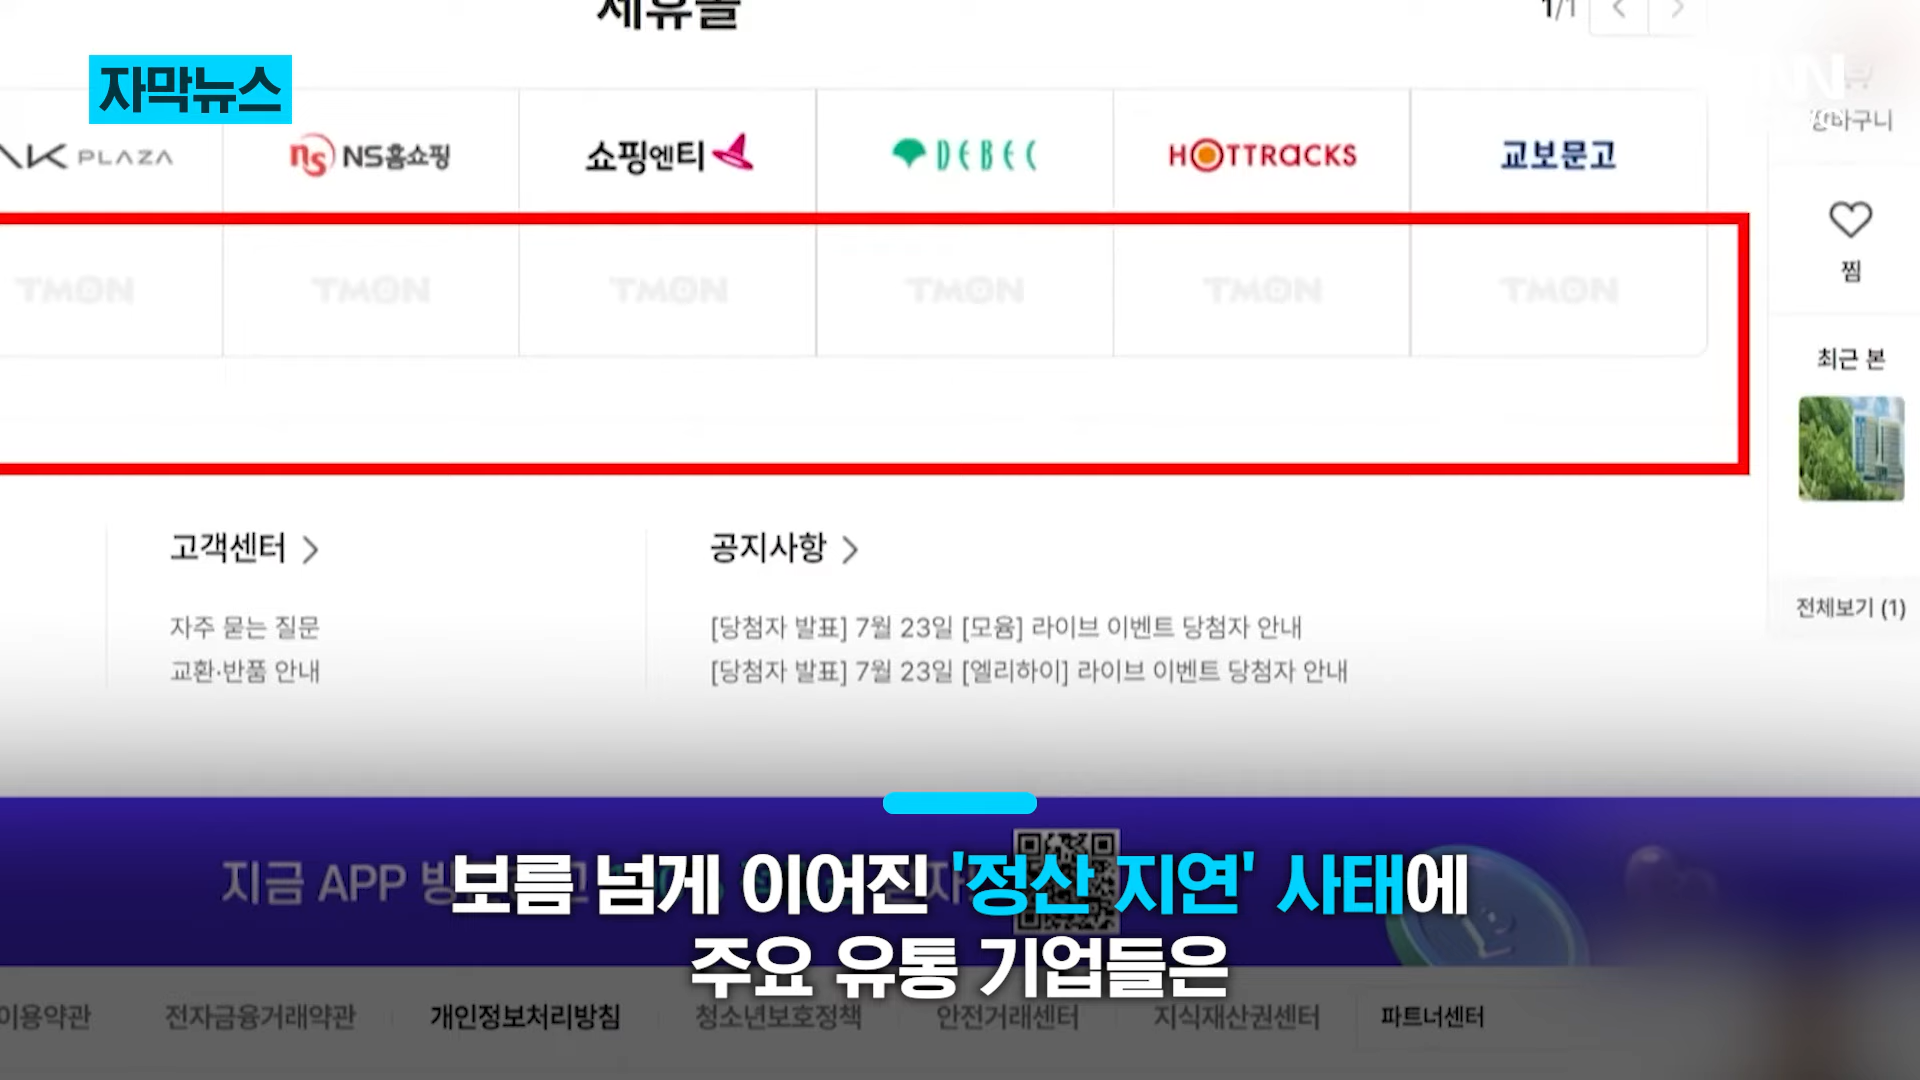 제휴몰
1/1
자막뉴스
장바구니
AK PLAZA
ns NS홈쇼핑
쇼핑엔티
DEBEC
HOTTRACKS
교보문고
찜
TMON
TMON
TMON
TMON
TMON
TMON
최근 본
고객센터
공지사항
자주 묻는 질문
[당첨자 발표] 7월 23일 [모윰] 라이브 이벤트 당첨자 안내
교환·반품 안내
[당첨자 발표] 7월 23일 [엘리하이] 라이브 이벤트 당첨자 안내
전체보기 (1)
지금 APP
보름 넘게 이어진 '정산 지연' 사태에
주요 유통 기업들은
이용약관
전자금융거래약관
개인정보처리방침
청소년보호정책
안전거래센터
지식재산권센터
파트너센터